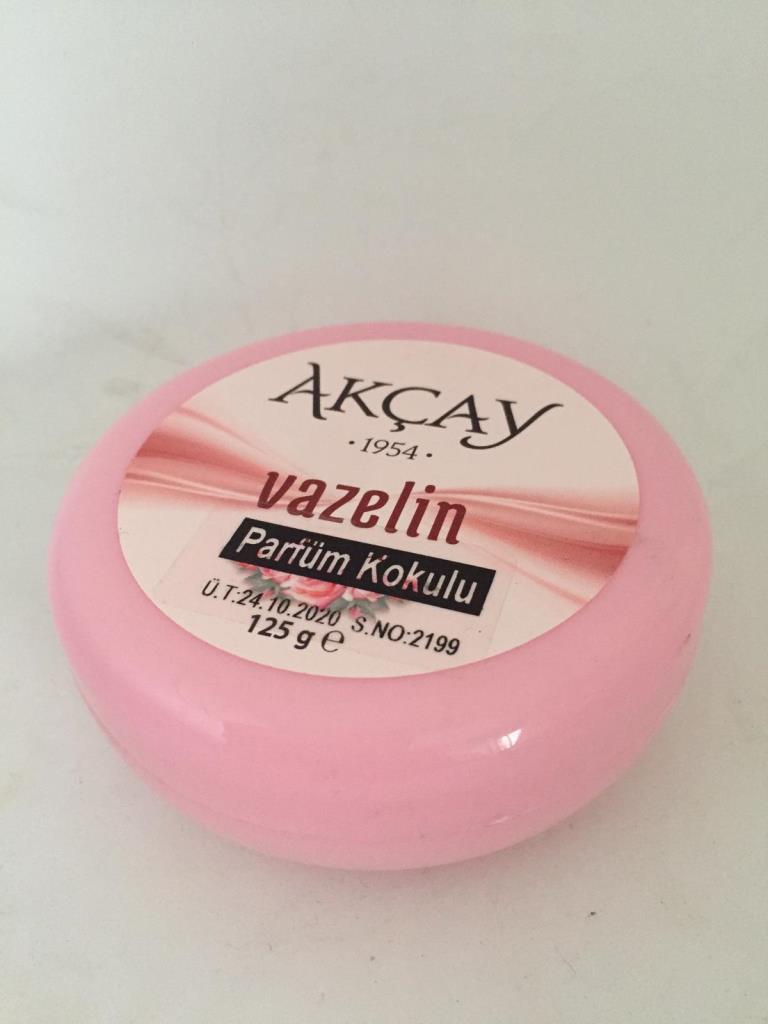 AKÇAY
·1954·
vazelin
Parfüm Kokulu
Ü.T:24.10.2020 S.NO:2199
125 g ℮